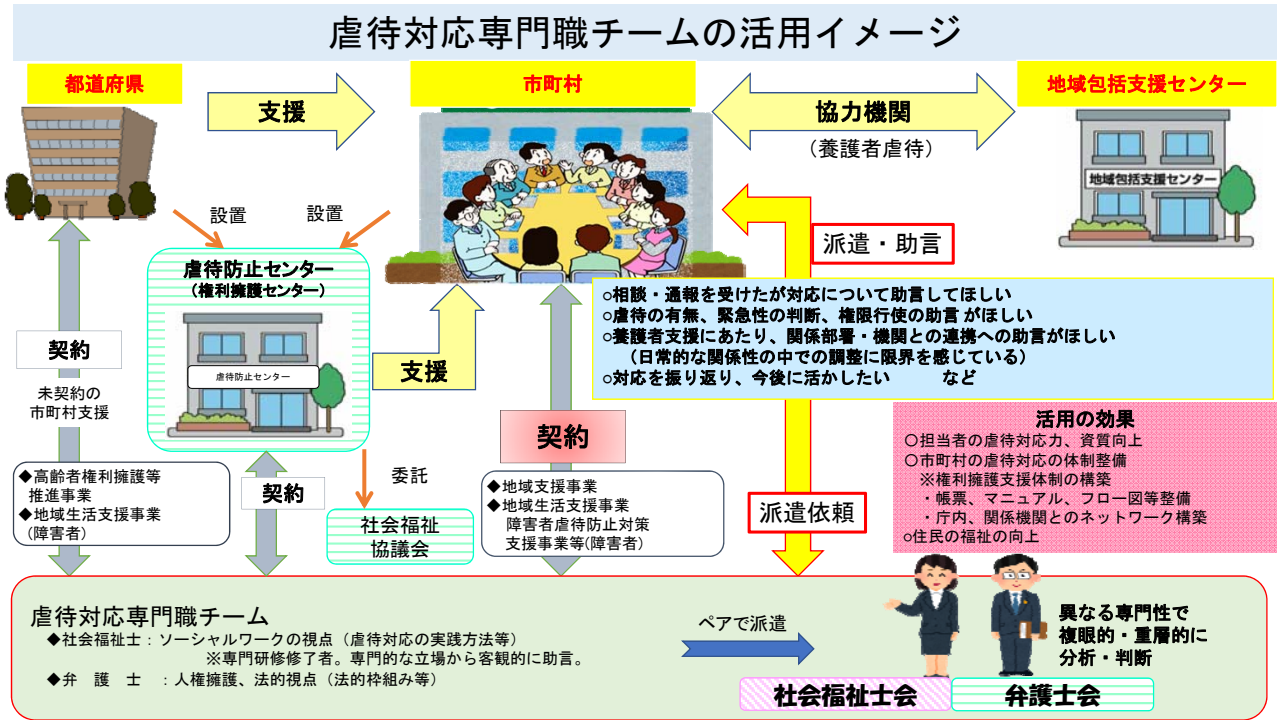 虐待対応専門職チームの活用イメージ
都道府県
支援
市町村
協力機関
(養護者虐待)
地域包括支援センター
地域包括支援センター
設置
設置
虐待防止センター
(権利擁護センター)
虐待防止センター
支援
派遣・助言
○相談・通報を受けたが対応について助言してほしい
○虐待の有無、緊急性の判断、権限行使の助言がほしい
○養護者支援にあたり、関係部署・機関との連携への助言がほしい
(日常的な関係性の中での調整に限界を感じている)
○対応を振り返り、今後に活かしたい　　　など
契約
未契約の
市町村支援
◆高齢者権利擁護等
推進事業
◆地域生活支援事業
(障害者)
契約
委託
社会福祉
協議会
契約
◆地域支援事業
◆地域生活支援事業
障害者虐待防止対策
支援事業等(障害者)
派遣依頼
活用の効果
○担当者の虐待対応力、資質向上
○市町村の虐待対応の体制整備
※権利擁護支援体制の構築
・帳票、マニュアル、フロー図等整備
・庁内、関係機関とのネットワーク構築
○住民の福祉の向上
虐待対応専門職チーム
◆社会福祉士：ソーシャルワークの視点（虐待対応の実践方法等）
※専門研修修了者。専門的な立場から客観的に助言。
◆弁　護　士　：人権擁護、法的視点（法的枠組み等）
ペアで派遣
異なる専門性で
複眼的・重層的に
分析・判断
社会福祉士会
弁護士会